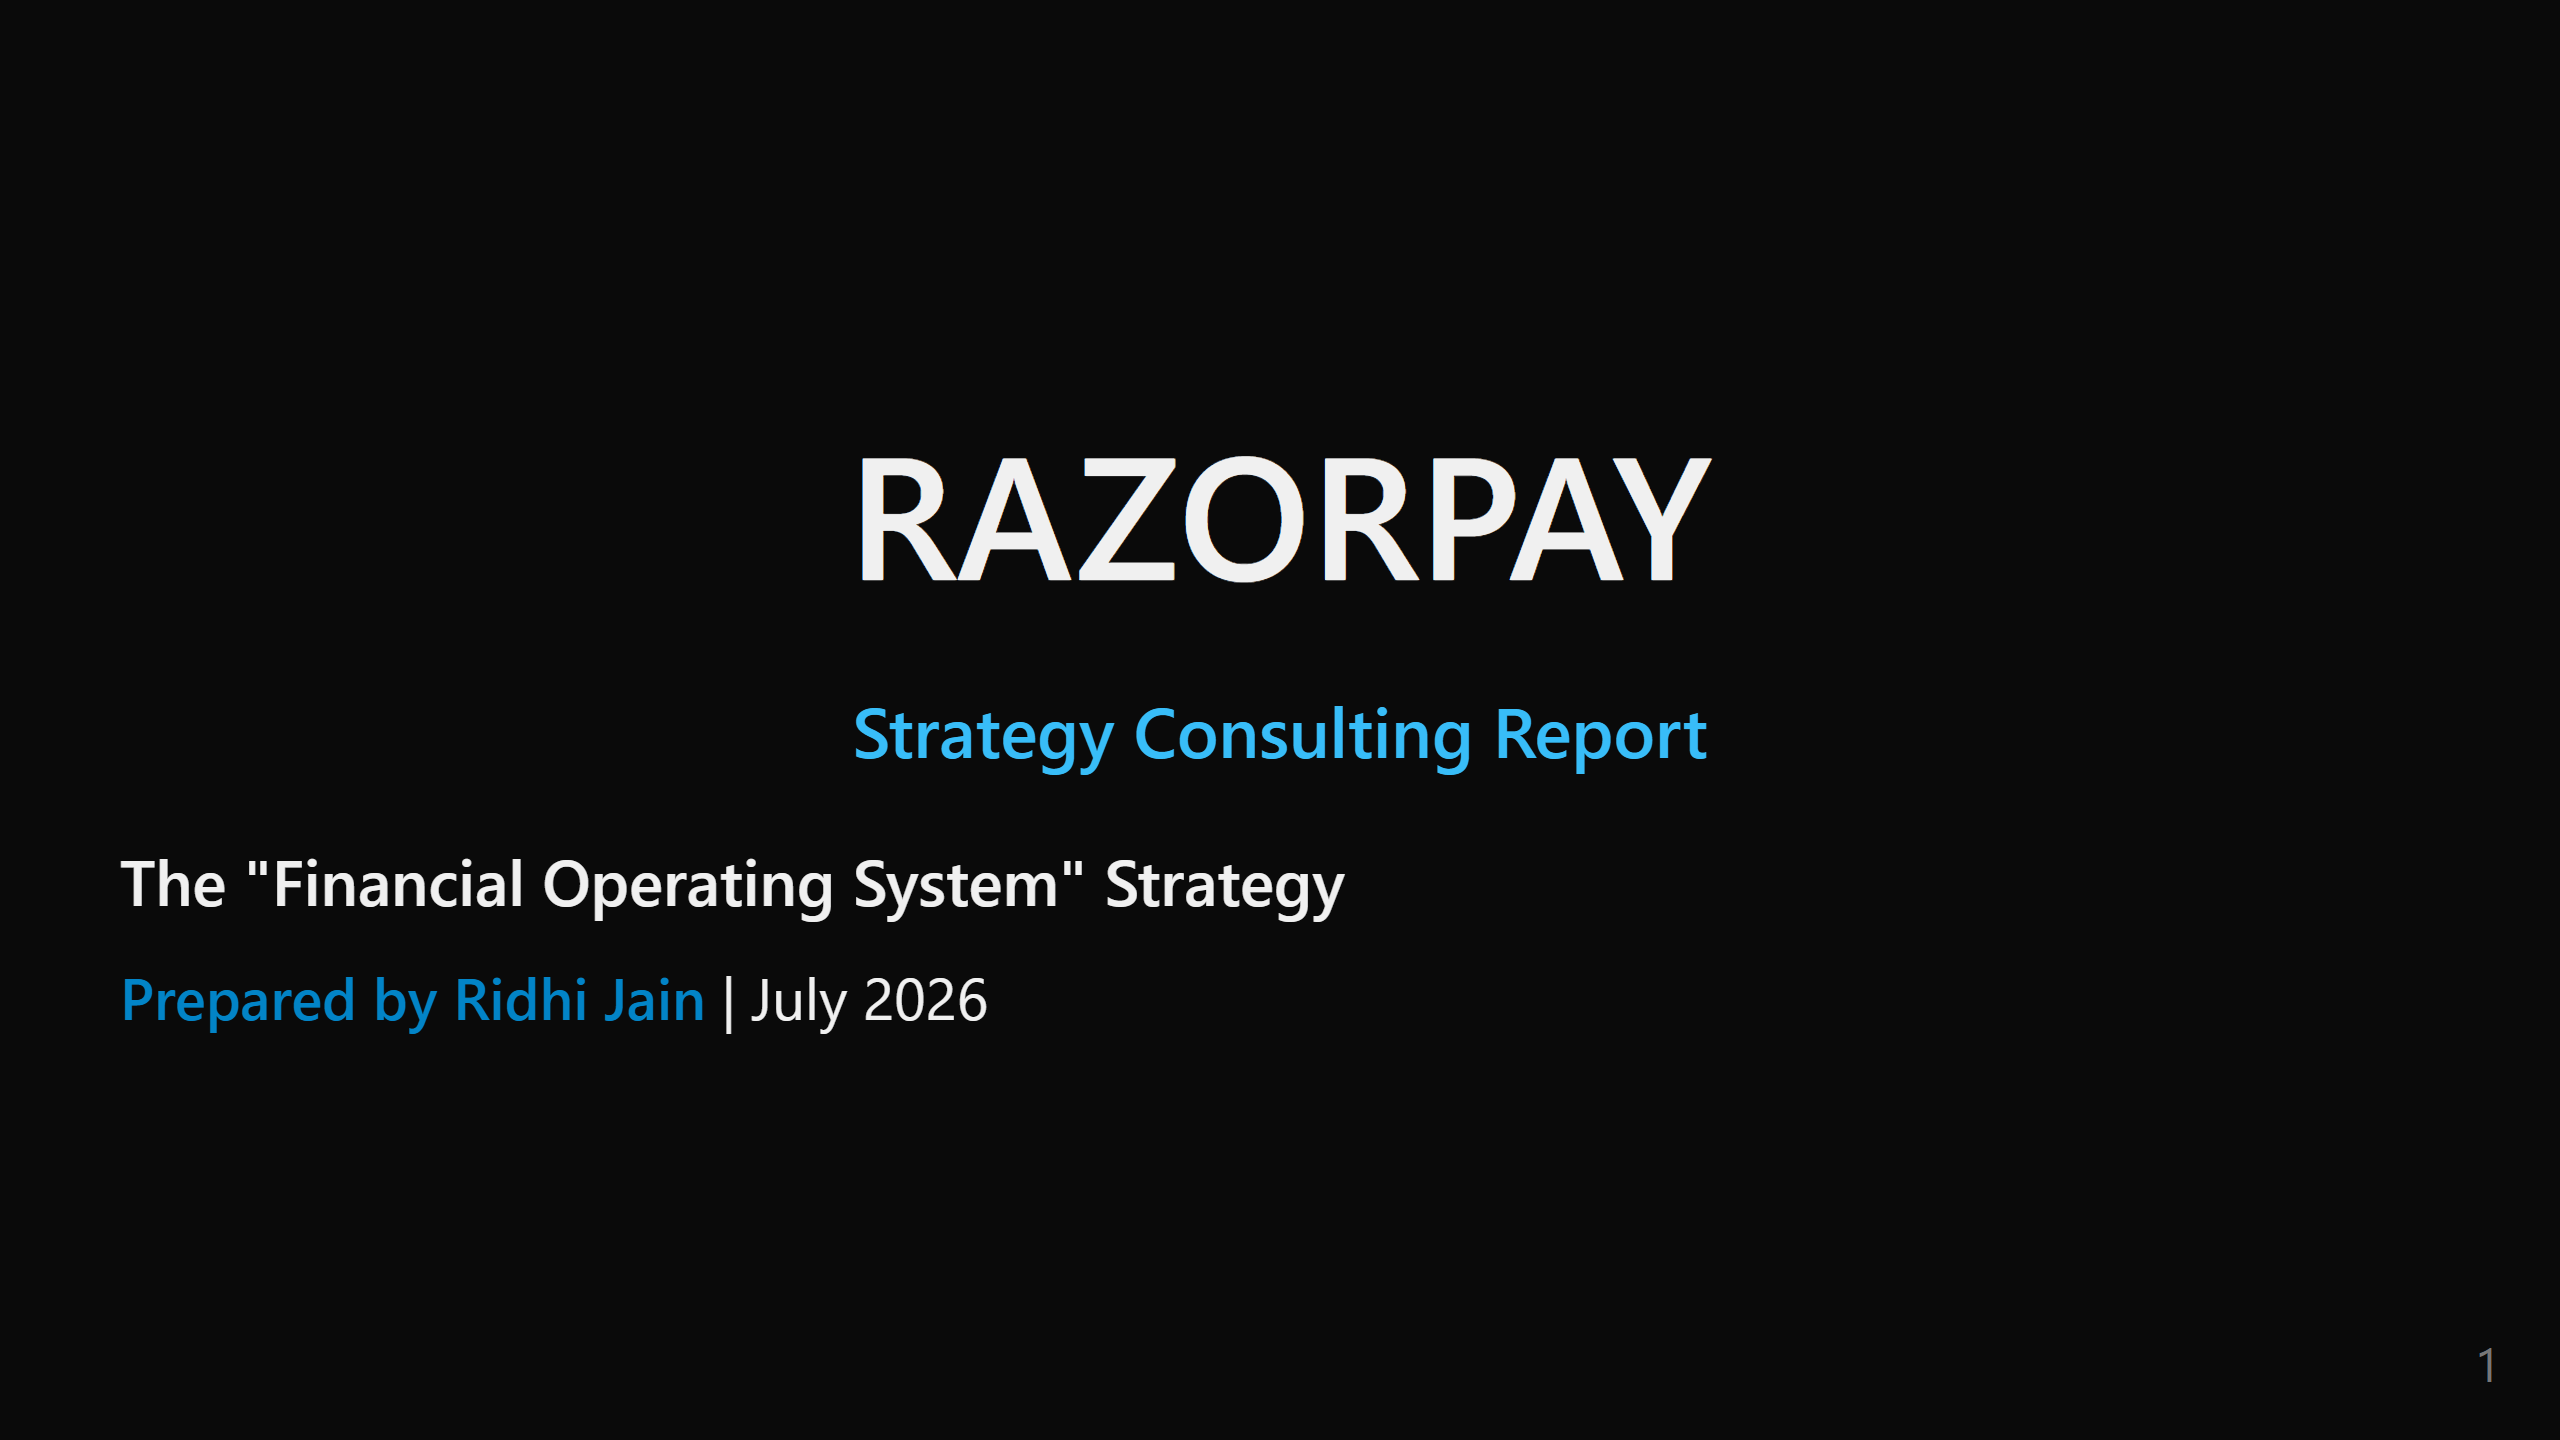 RAZORPAY
Strategy Consulting Report
The "Financial Operating System" Strategy
Prepared by Ridhi Jain | July 2026
1